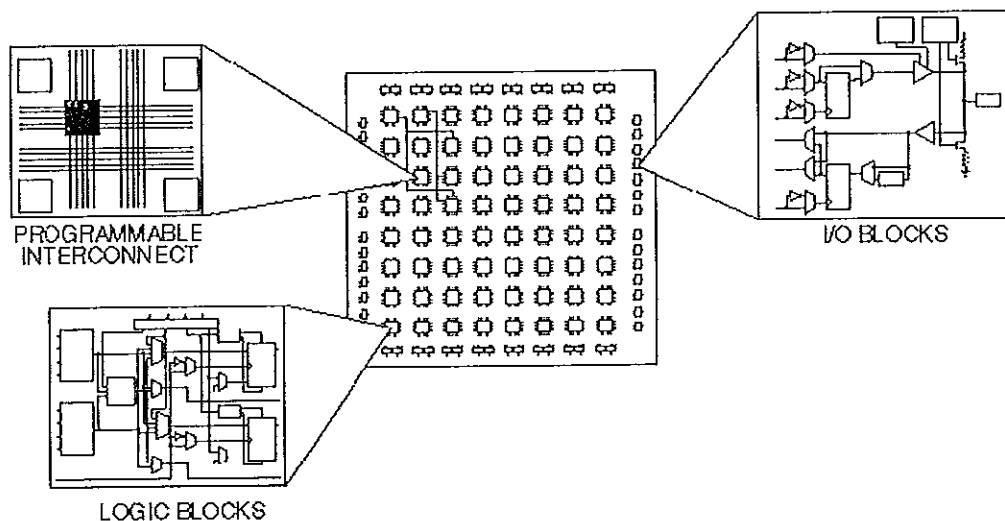 PROGRAMMABLE
INTERCONNECT
I/O BLOCKS
LOGIC BLOCKS